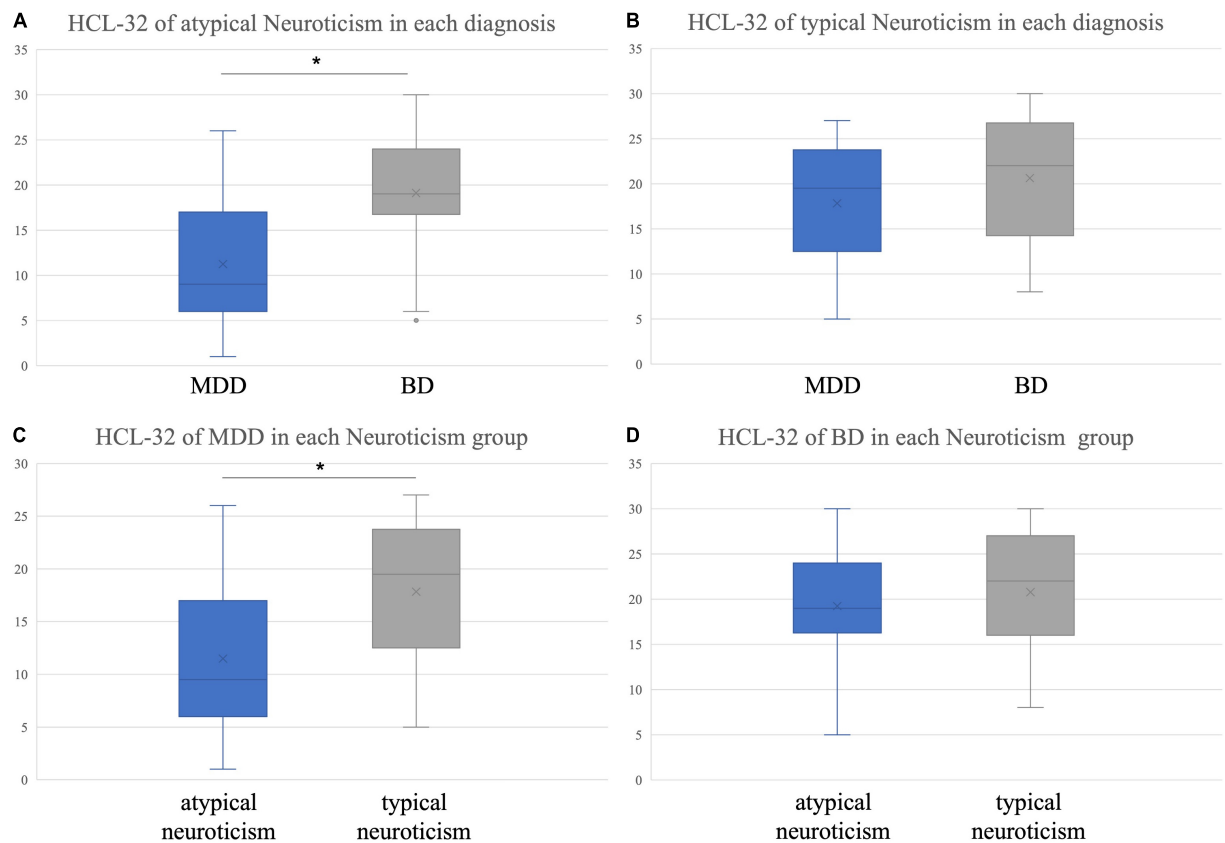 A
HCL-32 of atypical Neuroticism in each diagnosis
35
30
25
20
15
10
5
0
*
MDD
BD
B
HCL-32 of typical Neuroticism in each diagnosis
35
30
25
20
15
10
5
0
MDD
BD
C
HCL-32 of MDD in each Neuroticism group
30
25
20
15
10
5
0
*
atypical
neuroticism
typical
neuroticism
D
HCL-32 of BD in each Neuroticism group
35
30
25
20
15
10
5
0
atypical
neuroticism
typical
neuroticism